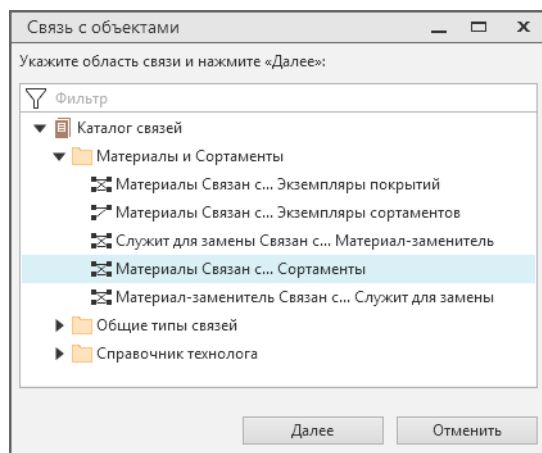 Связь с объектами
Укажите область связи и нажмите «Далее»:
Фильтр
Каталог связей
Материалы и Сортаменты
Материалы Связан с... Экземпляры покрытий
Материалы Связан с... Экземпляры сортаментов
Служит для замены Связан с... Материал-заменитель
Материалы Связан с... Сортаменты
Материал-заменитель Связан с... Служит для замены
Общие типы связей
Справочник технолога
Далее Отменить